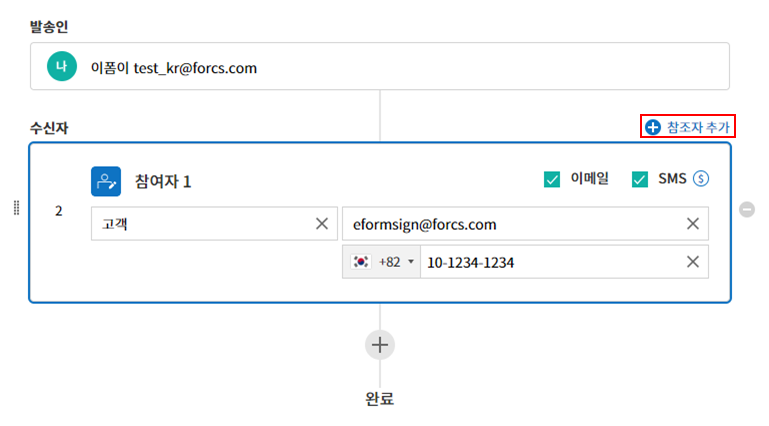 발송인
나 이폼이 test_kr@forcs.com
수신자 참조자 추가
참여자 1 이메일 SMS $
2
고객 eformsign@forcs.com
+82 10-1234-1234
완료